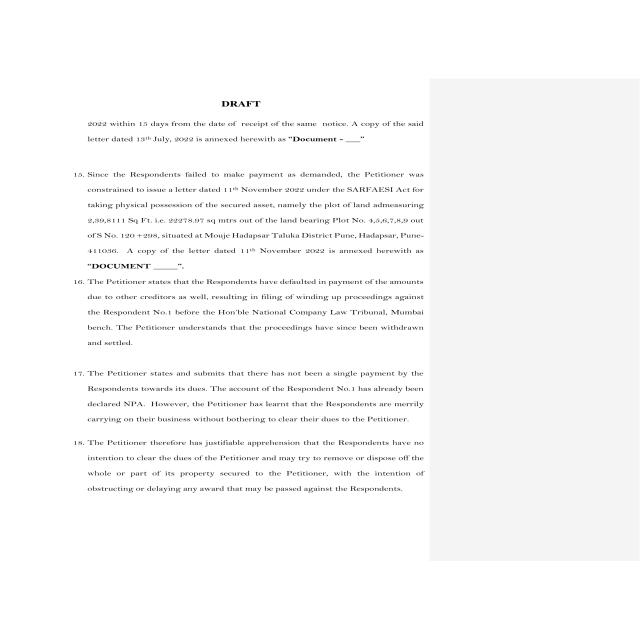 DRAFT
2022 within 15 days from the date of receipt of the same notice. A copy of the said
letter dated 13th July, 2022 is annexed herewith as "Document – ___"
15. Since the Respondents failed to make payment as demanded, the Petitioner was
constrained to issue a letter dated 11th November 2022 under the SARFAESI Act for
taking physical possession of the secured asset, namely the plot of land admeasuring
2,39,8111 Sq Ft. i.e. 22278.97 sq mtrs out of the land bearing Plot No. 4,5,6,7,8,9 out
of S No. 120+298, situated at Mouje Hadapsar Taluka District Pune, Hadapsar, Pune-
411036. A copy of the letter dated 11th November 2022 is annexed herewith as
"DOCUMENT _____".
16. The Petitioner states that the Respondents have defaulted in payment of the amounts
due to other creditors as well, resulting in filing of winding up proceedings against
the Respondent No.1 before the Hon'ble National Company Law Tribunal, Mumbai
bench. The Petitioner understands that the proceedings have since been withdrawn
and settled.
17. The Petitioner states and submits that there has not been a single payment by the
Respondents towards its dues. The account of the Respondent No.1 has already been
declared NPA. However, the Petitioner has learnt that the Respondents are merrily
carrying on their business without bothering to clear their dues to the Petitioner.
18. The Petitioner therefore has justifiable apprehension that the Respondents have no
intention to clear the dues of the Petitioner and may try to remove or dispose off the
whole or part of its property secured to the Petitioner, with the intention of
obstructing or delaying any award that may be passed against the Respondents.